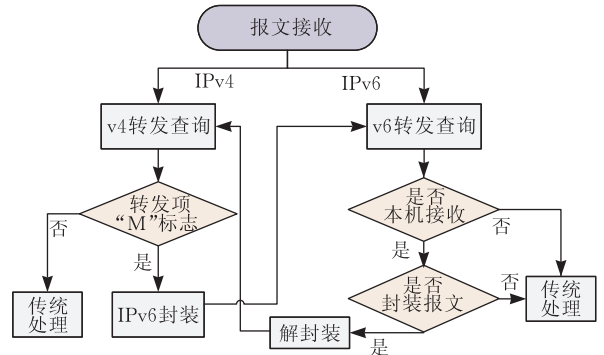 报文接收
IPv4
IPv6
v4转发查询
v6转发查询
转发项
“M”标志
是否
本机接收
否
否
是
是
是否
封装报文
否
传统
处理
IPv6封装
传统
处理
解封装
是